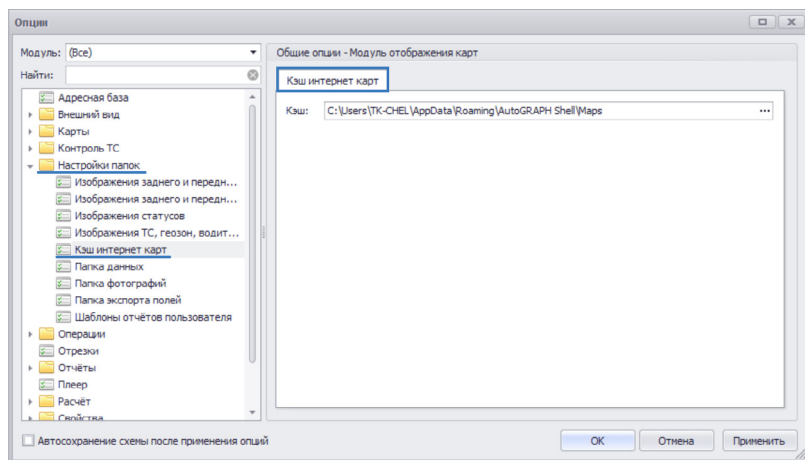 Опции
Модуль: (Все)
Найти:
Адресная база
Внешний вид
Карты
Контроль ТС
Настройки папок
Изображения заднего и передн...
Изображения заднего и передн...
Изображения статусов
Изображения ТС, геозон, водит...
Кэш интернет карт
Папка данных
Папка фотографий
Папка экспорта полей
Шаблоны отчётов пользователя
Операции
Отрезки
Отчёты
Плеер
Расчёт
Свойства
Автосохранение схемы после применения опций
Общие опции - Модуль отображения карт
Кэш интернет карт
Кэш: C:\Users\TK-CHEL\AppData\Roaming\AutoGRAPH Shell\Maps ...
ОК Отмена Применить